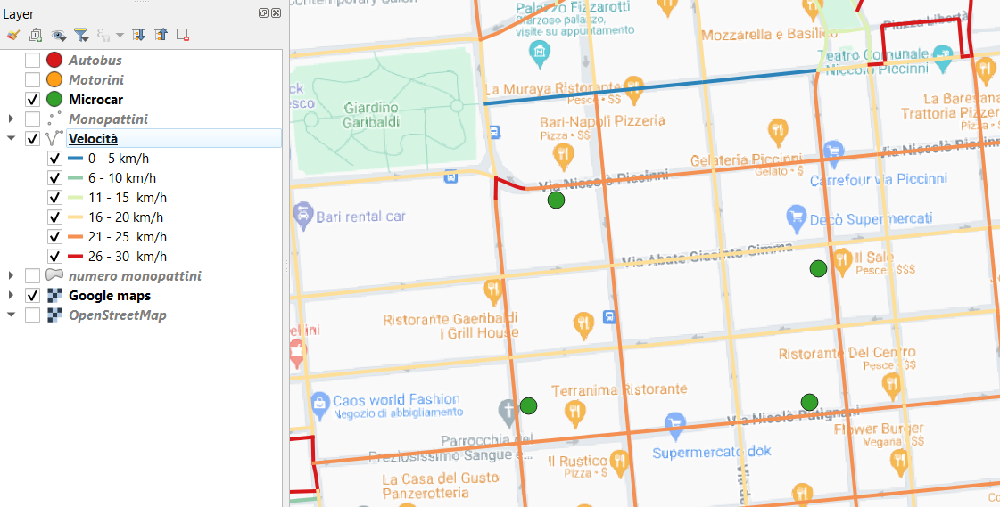 Layer
Autobus
Motorini
Microcar
Monopattini
Velocità
0 - 5 km/h
6 - 10 km/h
11 - 15 km/h
16 - 20 km/h
21 - 25 km/h
26 - 30 km/h
numero monopattini
Google maps
OpenStreetMap
Palazzo Fizzarotti
Sfarzoso palazzo,
visite su appuntamento
Mozzarella e Basilico
Piazza Libertà
Teatro Comunale
Niccolò Piccinni
La Muraya Ristorante
Pesce • $$
Giardino
Garibaldi
Bari-Napoli Pizzeria
Pizza • $$
La Baresana
Trattoria Pizzer
Gelateria Piccinni
Gelato • $
Via Niccolò Piccinni
Carrefour via Piccinni
Via Niccolò Piccinni
Bari rental car
Decò Supermercati
Via Abate Giacinto Gimma
Il Sale
Pesce • $$$
Ristorante Gaeribaldi
| Grill House
Ristorante Del Centro
Pesce • $$$
Terranima Ristorante
Caos world Fashion
Negozio di abbigliamento
Via Nicolò Putignani
Flower Burger
Vegana • $$
Parrocchia del
Preziosissimo Sangue e...
Supermercato dok
Il Rustico
Pizza • $
La Casa del Gusto
Panzerotteria